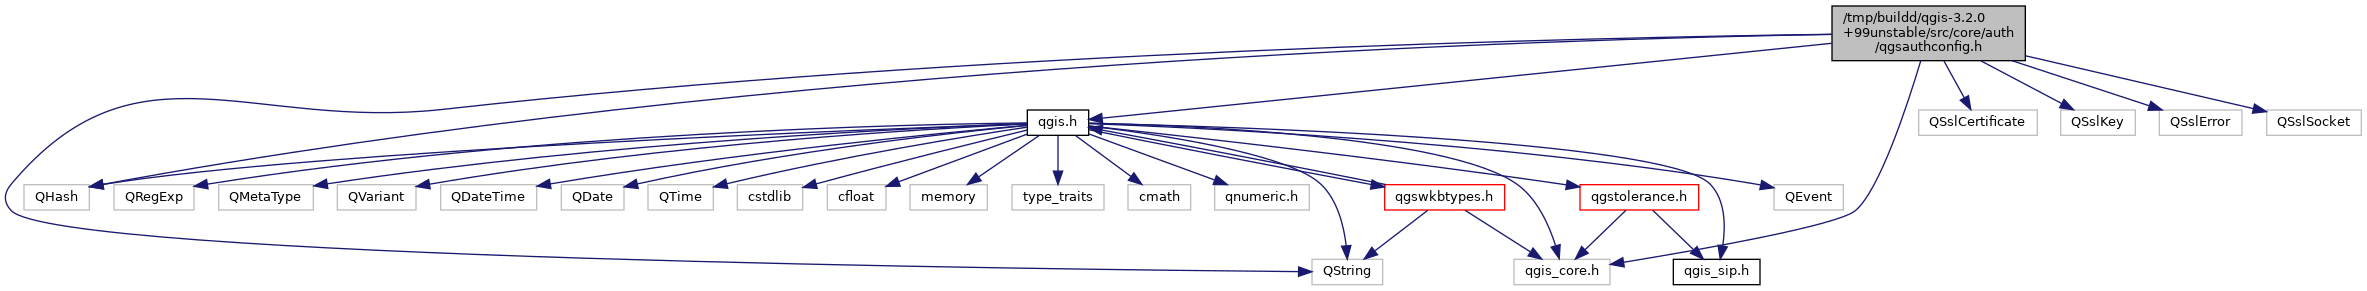 /tmp/buildd/qgis-3.2.0
+99unstable/src/core/auth
/qgsauthconfig.h
qgis.h
QSslCertificate
QSslKey
QSslError
QSslSocket
QHash
QRegExp
QMetaType
QVariant
QDateTime
QDate
QTime
cstdlib
cfloat
memory
type_traits
cmath
qnumeric.h
qgswkbtypes.h
qgstolerance.h
QEvent
QString
qgis_core.h
qgis_sip.h